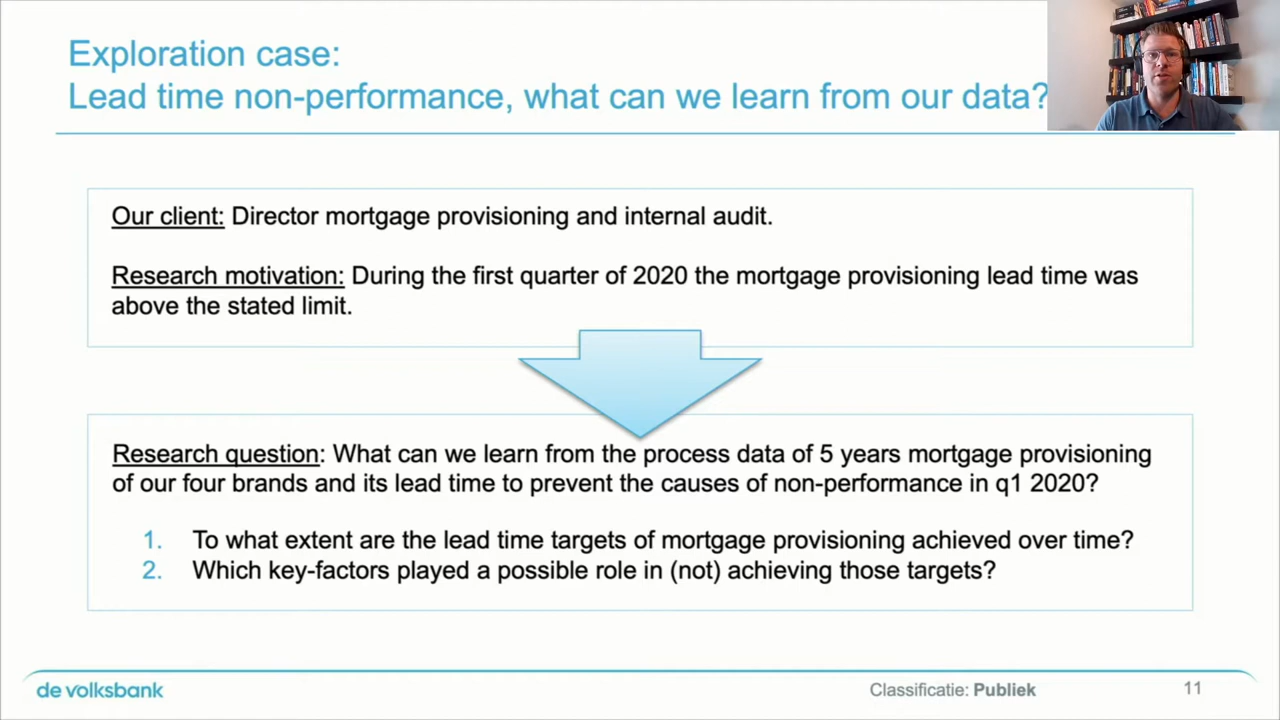 Exploration case:
Lead time non-performance, what can we learn from our data?
Our client: Director mortgage provisioning and internal audit.
Research motivation: During the first quarter of 2020 the mortgage provisioning lead time was
above the stated limit.
Research question: What can we learn from the process data of 5 years mortgage provisioning
of our four brands and its lead time to prevent the causes of non-performance in q1 2020?
1. To what extent are the lead time targets of mortgage provisioning achieved over time?
2. Which key-factors played a possible role in (not) achieving those targets?
de volksbank
Classificatie: Publiek
11